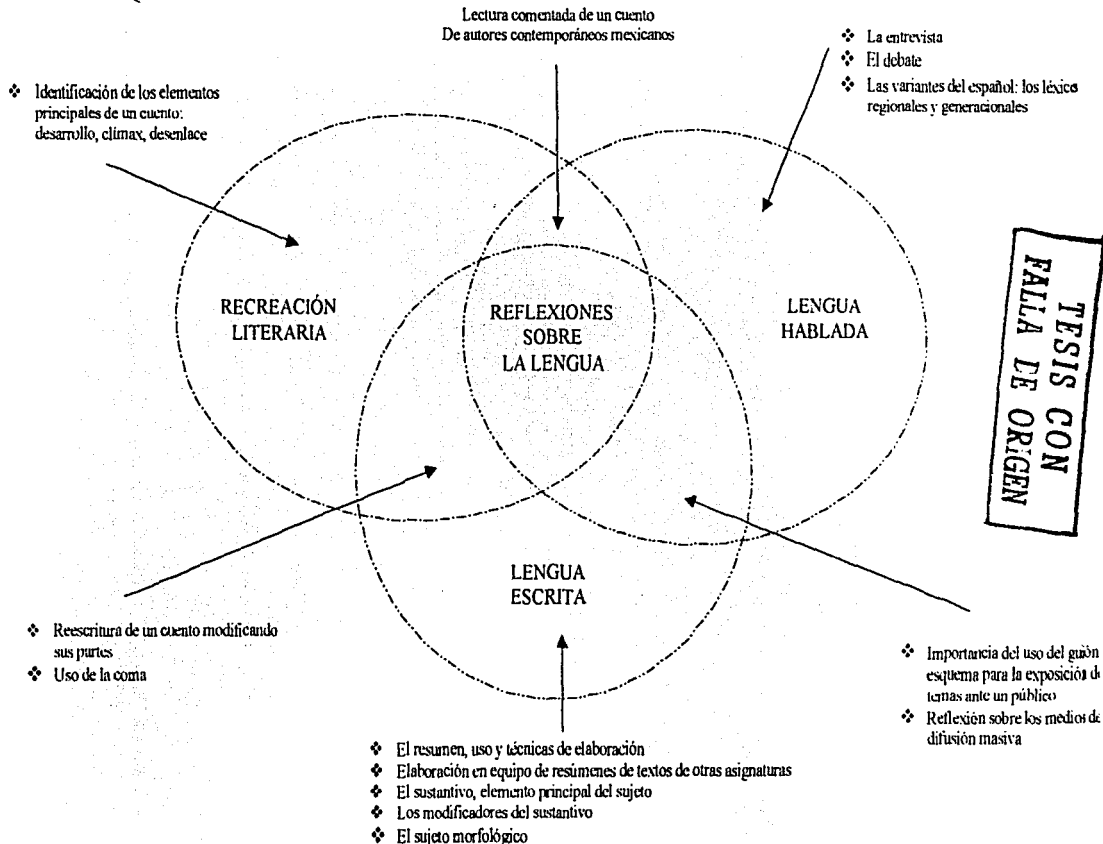 Lectura comentada de un cuento
De autores contemporáneos mexicanos
❖ La entrevista
❖ El debate
❖ Las variantes del español: los léxico
regionales y generacionales
❖ Identificación de los elementos
principales de un cuento:
desarrollo, clímax, desenlace
RECREACIÓN
LITERARIA
REFLEXIONES
SOBRE
LA LENGUA
LENGUA
HABLADA
TESIS CON
FALLA DE ORIGEN
LENGUA
ESCRITA
❖ Reescritura de un cuento modificando
sus partes
❖ Uso de la coma
❖ Importancia del uso del guión
esquema para la exposición d
temas ante un público
❖ Reflexión sobre los medios de
difusión masiva
❖ El resumen, uso y técnicas de elaboración
❖ Elaboración en equipo de resúmenes de textos de otras asignaturas
❖ El sustantivo, elemento principal del sujeto
❖ Los modificadores del sustantivo
❖ El sujeto morfológico